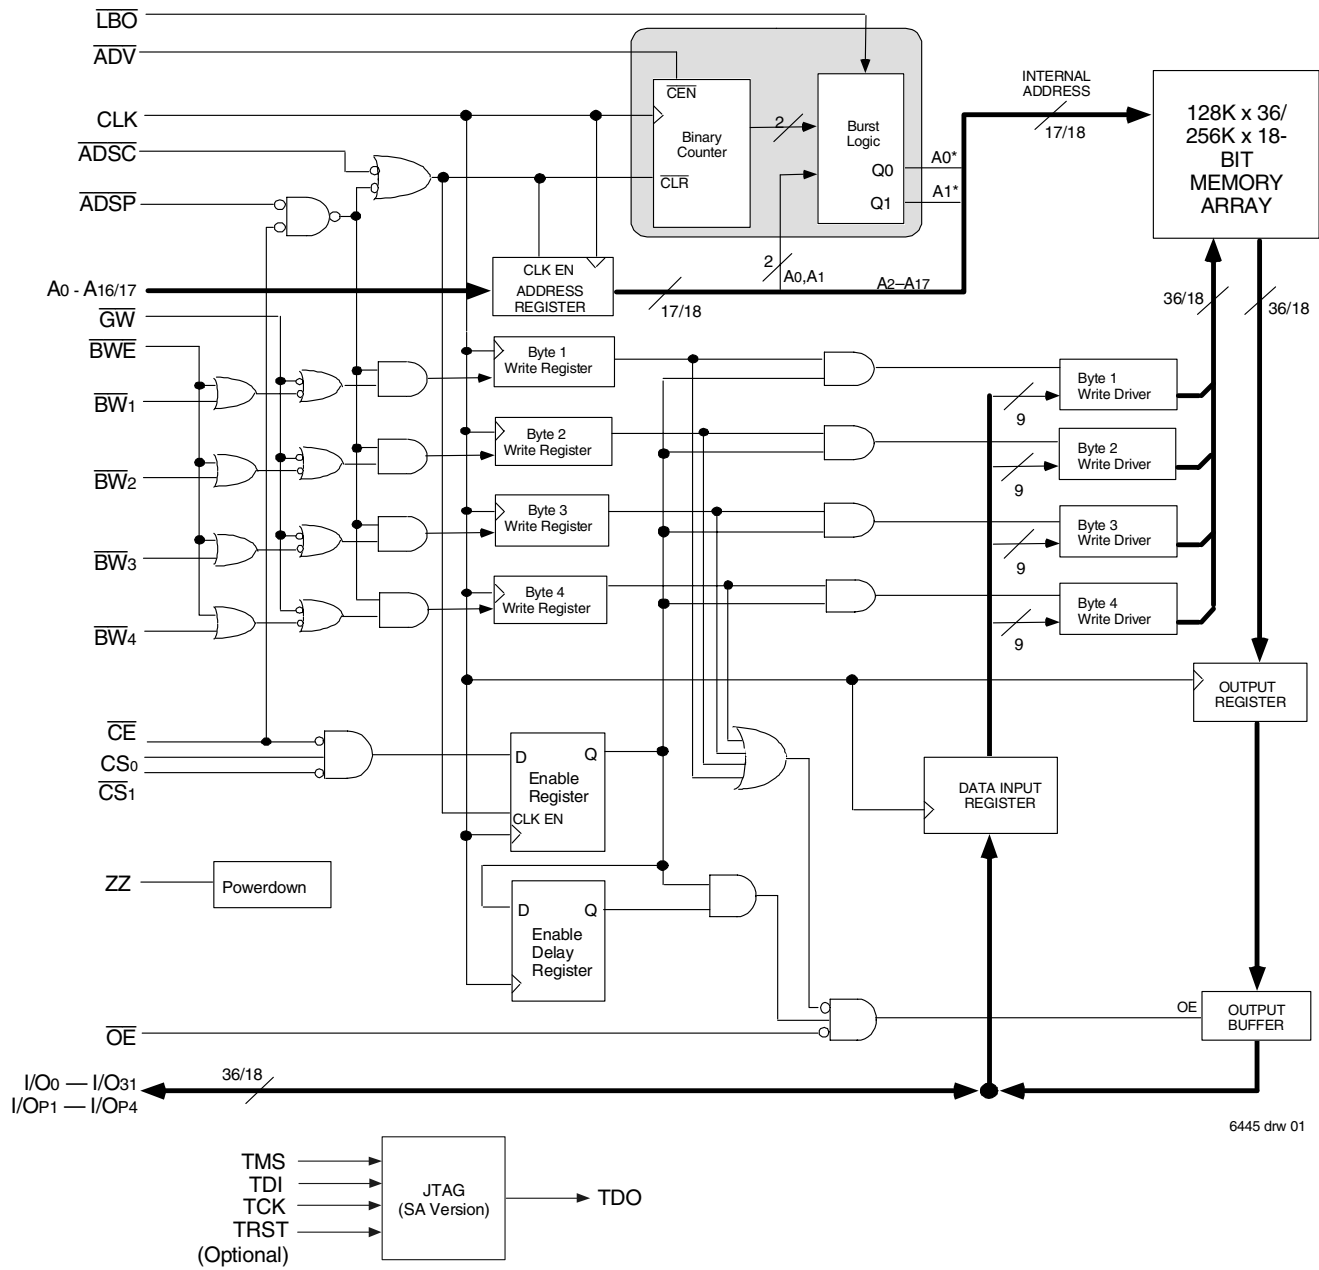 LBO
ADV
CLK
ADSC
ADSP
A0 - A16/17
GW
BWE
BW1
BW2
BW3
BW4
CE
CS0
CS1
ZZ
Powerdown
OE
I/O0 — I/O31
I/OP1 — I/OP4
36/18
CEN
Binary
Counter
CLR
2
Burst
Logic
Q0
Q1
A0*
A1*
2
A0,A1
A2–A17
INTERNAL
ADDRESS
17/18
128K x 36/
256K x 18-
BIT
MEMORY
ARRAY
CLK EN
ADDRESS
REGISTER
17/18
36/18
36/18
Byte 1
Write Register
Byte 2
Write Register
Byte 3
Write Register
Byte 4
Write Register
9
Byte 1
Write Driver
9
Byte 2
Write Driver
9
Byte 3
Write Driver
9
Byte 4
Write Driver
OUTPUT
REGISTER
D
Q
Enable
Register
CLK EN
DATA INPUT
REGISTER
D
Q
Enable
Delay
Register
OE
OUTPUT
BUFFER
6445 drw 01
TMS
TDI
TCK
TRST
(Optional)
JTAG
(SA Version)
TDO